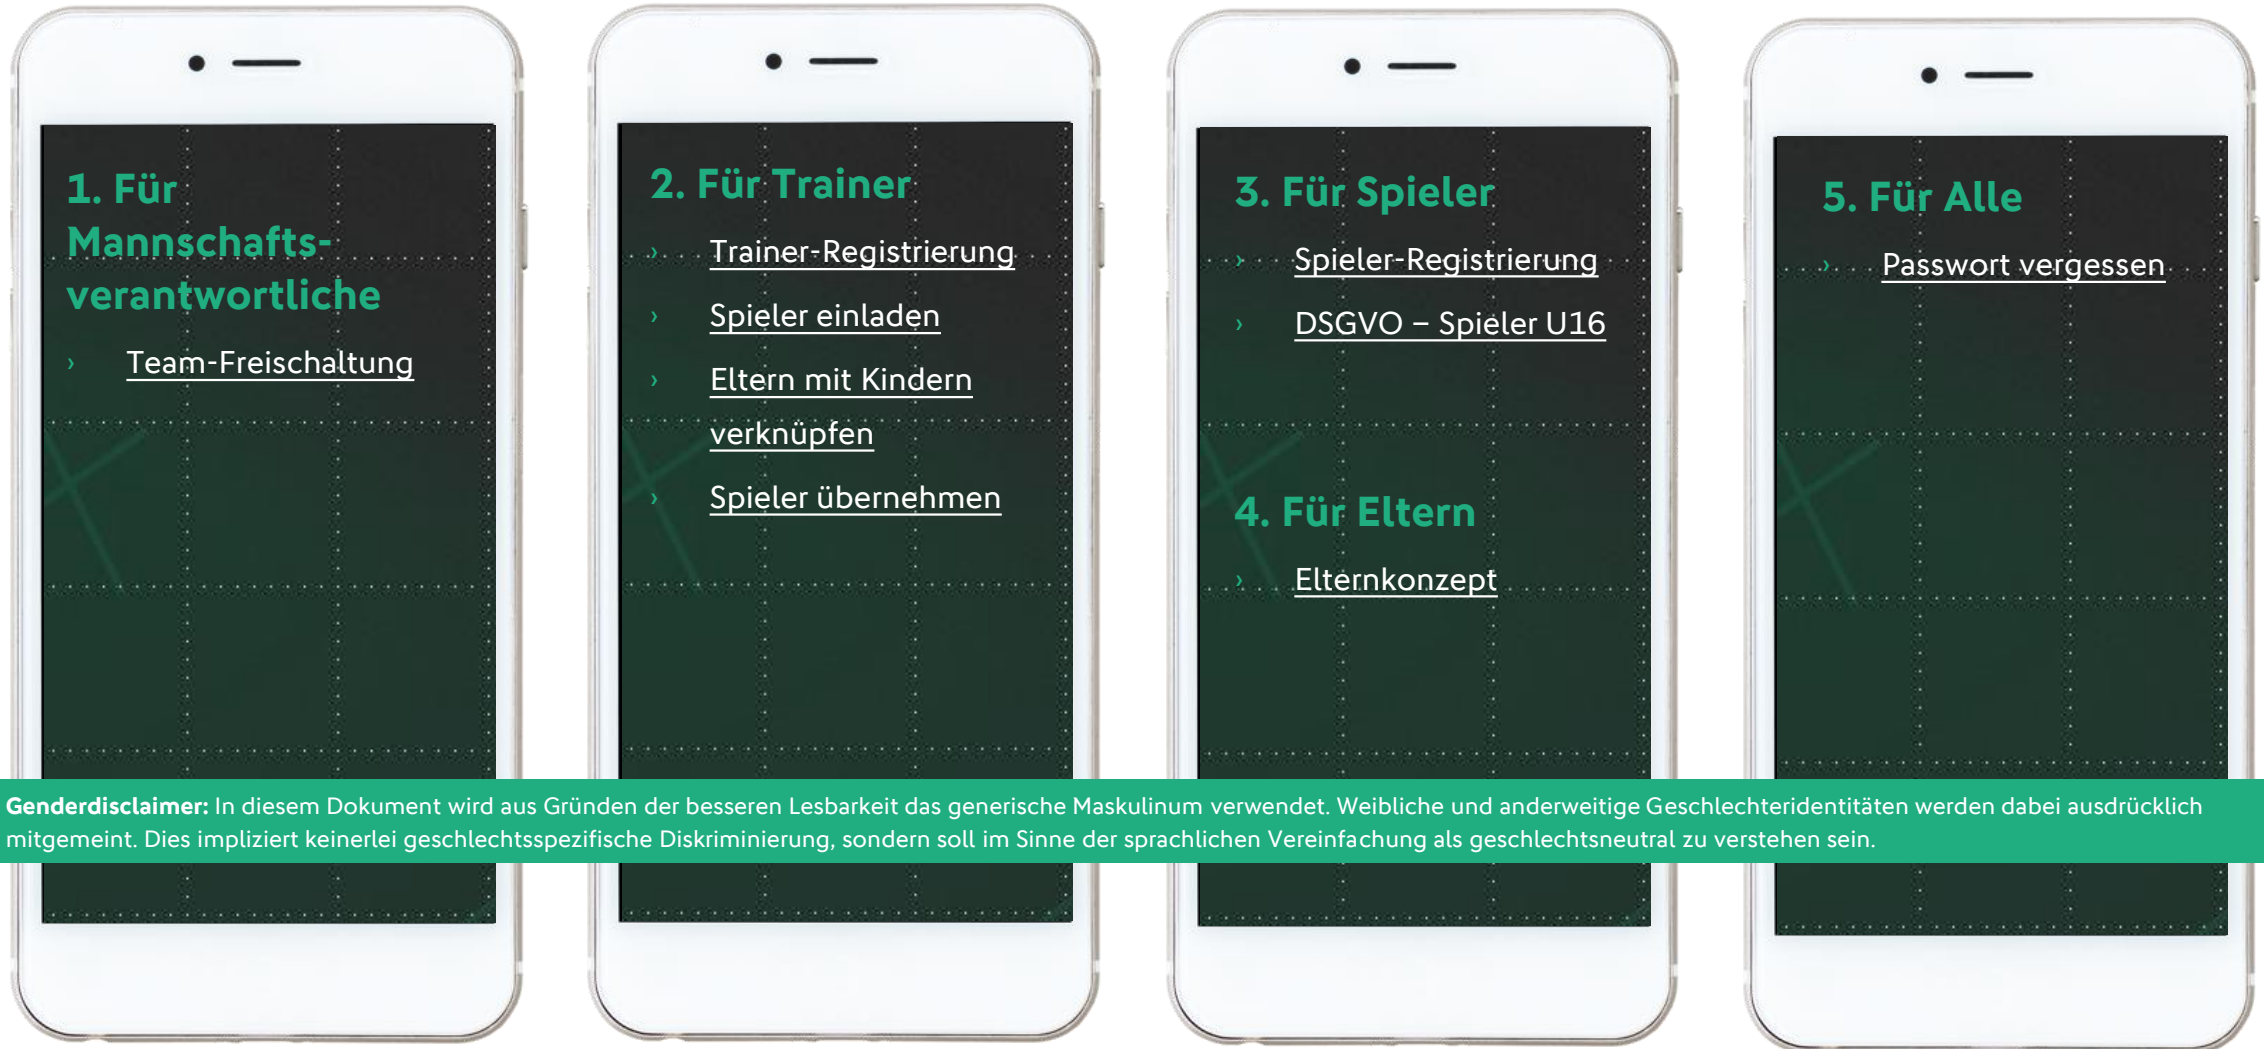 1. Für
Mannschafts-
verantwortliche
› Team-Freischaltung
2. Für Trainer
› Trainer-Registrierung
› Spieler einladen
› Eltern mit Kindern
verknüpfen
› Spieler übernehmen
3. Für Spieler
› Spieler-Registrierung
› DSGVO – Spieler U16
4. Für Eltern
› Elternkonzept
5. Für Alle
› Passwort vergessen
Genderdisclaimer: In diesem Dokument wird aus Gründen der besseren Lesbarkeit das generische Maskulinum verwendet. Weibliche und anderweitige Geschlechteridentitäten werden dabei ausdrücklich
mitgemeint. Dies impliziert keinerlei geschlechtsspezifische Diskriminierung, sondern soll im Sinne der sprachlichen Vereinfachung als geschlechtsneutral zu verstehen sein.